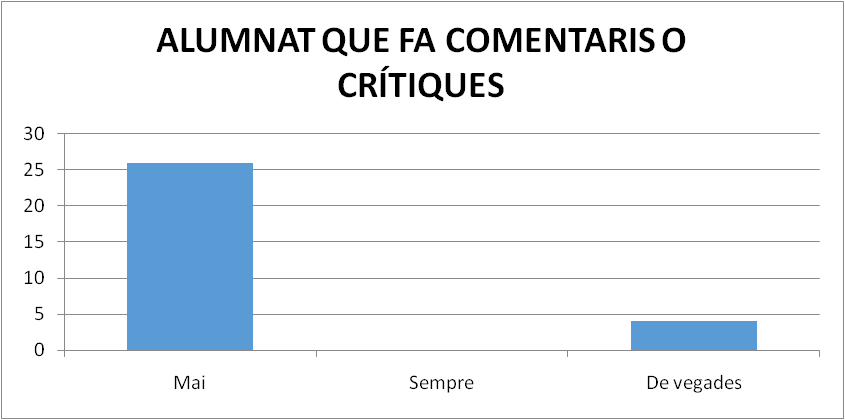 ALUMNAT QUE FA COMENTARIS O
CRÍTIQUES
30
25
20
15
10
5
0
Mai Sempre De vegades